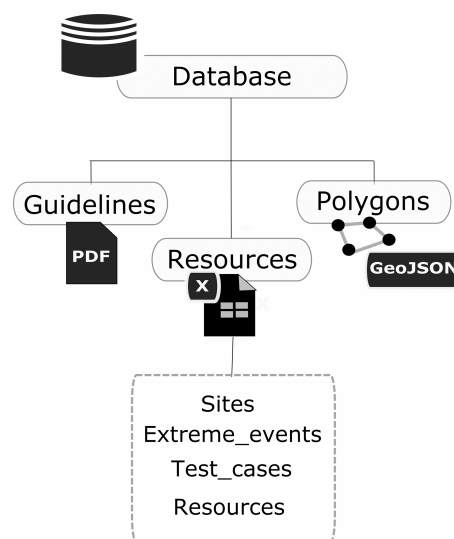 Database
Guidelines
PDF
Polygons
GeoJSON
Resources
X
Sites
Extreme_events
Test_cases
Resources